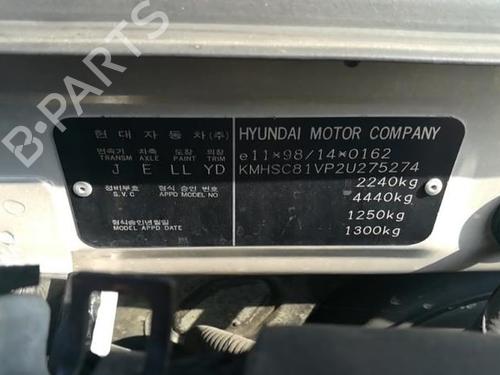 B-PARTS
현대자동차(주)
HYUNDAI MOTOR COMPANY
변속기 차축 도장 외장
TRANSM AXLE PAINT TRIM
J E LL YD
정비부호 형식 승인 번호
S.V.C APPD MODEL NO
형식승인년월일
MODEL APPD DATE
e11*98/14*0162
KMHSC81VP2U275274
2240kg
4440kg
1250kg
1300kg